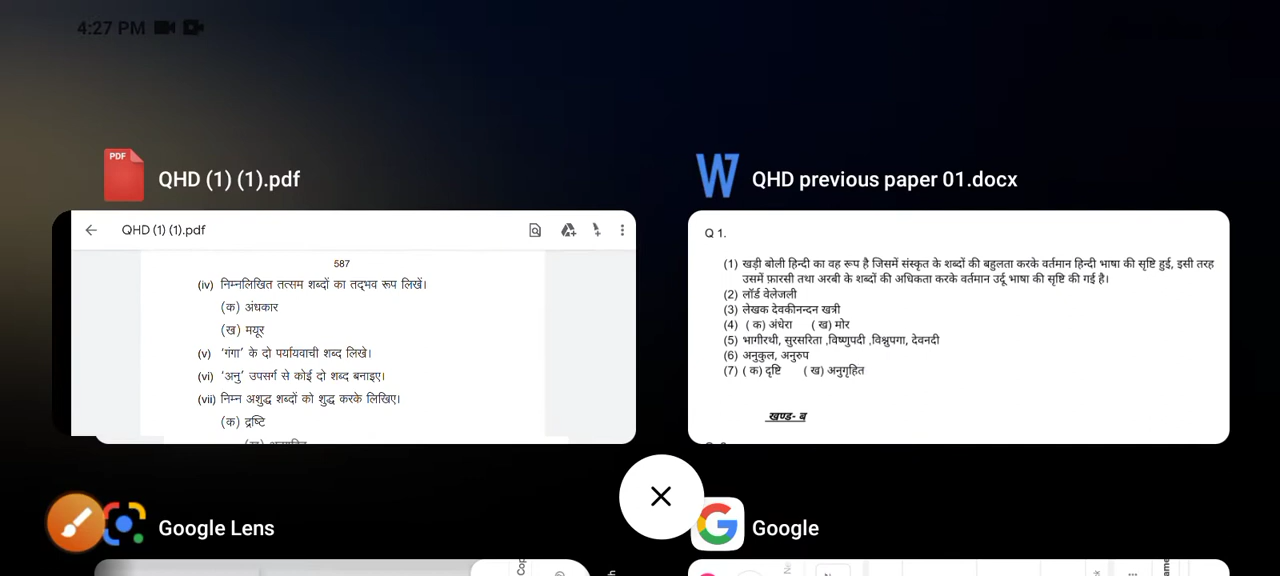 4:27 PM
PDF
QHD (1) (1).pdf
QHD previous paper 01.docx
QHD (1) (1).pdf
587
(iv) निम्नलिखित तत्सम शब्दों का तद्भव रूप लिखें।
(क) अंधकार
(ख) मयूर
(v) 'गंगा' के दो पर्यायवाची शब्द लिखे।
(vi) 'अनु' उपसर्ग से कोई दो शब्द बनाइए।
(vii) निम्न अशुद्ध शब्दों को शुद्ध करके लिखिए।
(क) द्रष्टि
Q 1.
(1) खड़ी बोली हिन्दी का वह रूप है जिसमें संस्कृत के शब्दों की बहुलता करके वर्तमान हिन्दी भाषा की सृष्टि हुई, इसी तरह
उसमें फ़ारसी तथा अरबी के शब्दों की अधिकता करके वर्तमान उर्दू भाषा की सृष्टि की गई है।
(2) लॉर्ड वेलेजली
(3) लेखक देवकीनन्दन खत्री
(4) ( क) अंधेरा ( ख) मोर
(5) भागीरथी, सुरसरिता ,विष्णुपदी ,विश्नुपगा, देवनदी
(6) अनुकुल, अनुरुप
(7) ( क) दृष्टि ( ख) अनुगृहित
खण्ड- ब
Google Lens
Google